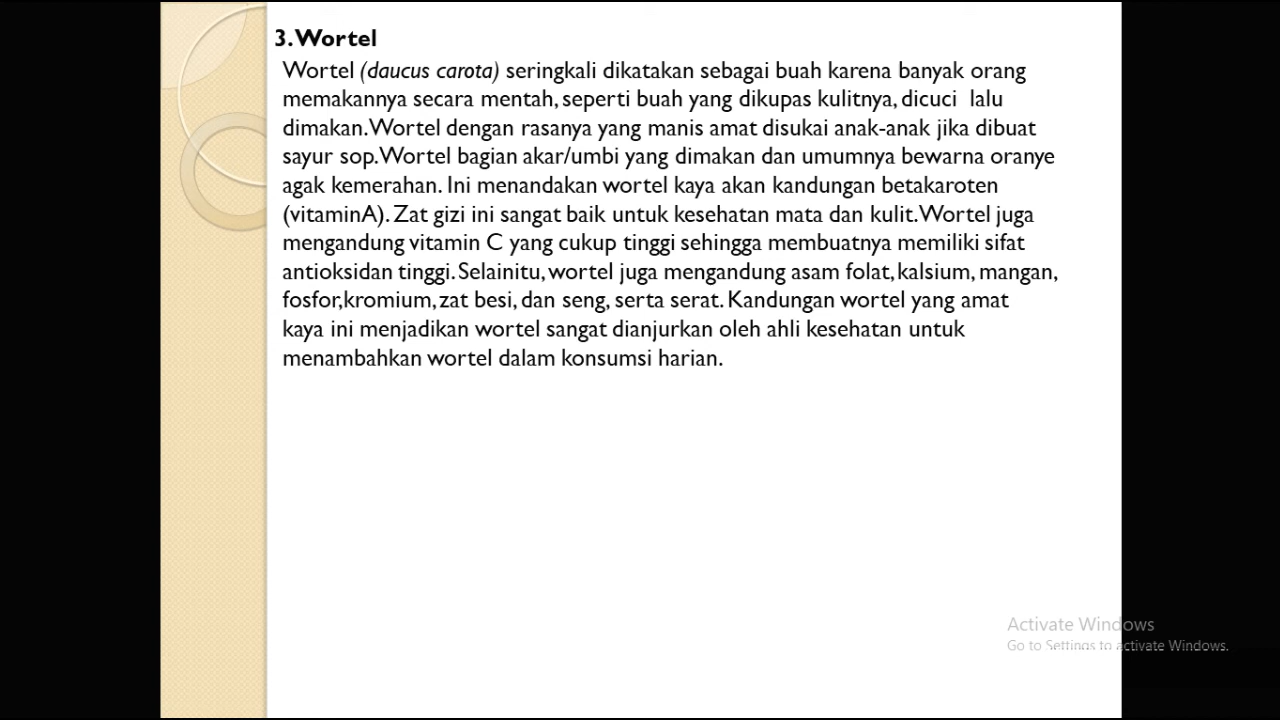 3.Wortel
Wortel (daucus carota) seringkali dikatakan sebagai buah karena banyak orang
memakannya secara mentah, seperti buah yang dikupas kulitnya, dicuci lalu
dimakan.Wortel dengan rasanya yang manis amat disukai anak-anak jika dibuat
sayur sop.Wortel bagian akar/umbi yang dimakan dan umumnya bewarna oranye
agak kemerahan. Ini menandakan wortel kaya akan kandungan betakaroten
(vitaminA). Zat gizi ini sangat baik untuk kesehatan mata dan kulit.Wortel juga
mengandung vitamin C yang cukup tinggi sehingga membuatnya memiliki sifat
antioksidan tinggi. Selainitu, wortel juga mengandung asam folat, kalsium, mangan,
fosfor,kromium, zat besi, dan seng, serta serat. Kandungan wortel yang amat
kaya ini menjadikan wortel sangat dianjurkan oleh ahli kesehatan untuk
menambahkan wortel dalam konsumsi harian.
Activate Windows
Go to Settings to activate Windows.